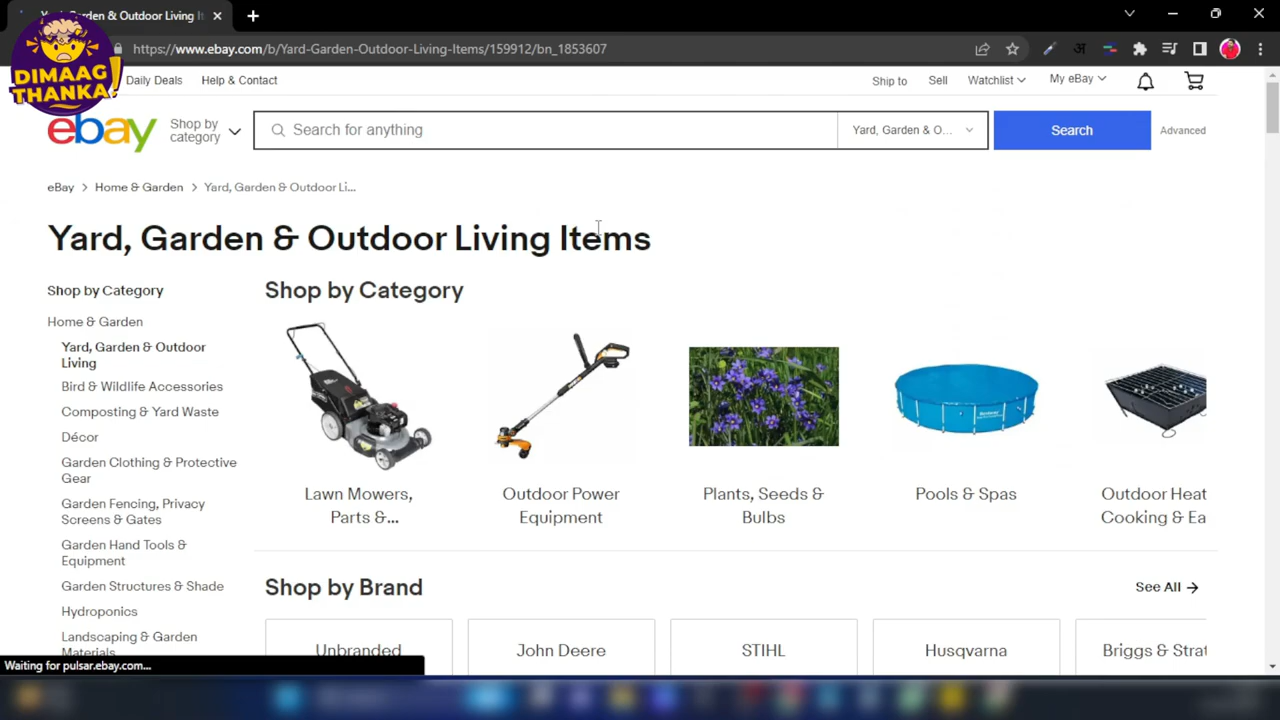 Yard, Garden & Outdoor Living I
https://www.ebay.com/b/Yard-Garden-Outdoor-Living-Items/159912/bn_1853607
DIMAAG
THANKA!
Daily Deals
Help & Contact
Ship to
Sell
Watchlist
My eBay
ebay
Shop by
category
Search for anything
Yard, Garden & O...
Search
Advanced
eBay
Home & Garden
Yard, Garden & Outdoor Li...
Yard, Garden & Outdoor Living Items
Shop by Category
Home & Garden
Yard, Garden & Outdoor
Living
Bird & Wildlife Accessories
Composting & Yard Waste
Décor
Garden Clothing & Protective
Gear
Garden Fencing, Privacy
Screens & Gates
Garden Hand Tools &
Equipment
Garden Structures & Shade
Hydroponics
Landscaping & Garden
Materials
Shop by Category
Lawn Mowers,
Parts &...
Outdoor Power
Equipment
Plants, Seeds &
Bulbs
Pools & Spas
Outdoor Heat
Cooking & Ea
Shop by Brand
See All
Unbranded
John Deere
STIHL
Husqvarna
Briggs & Strat
Waiting for pulsar.ebay.com...